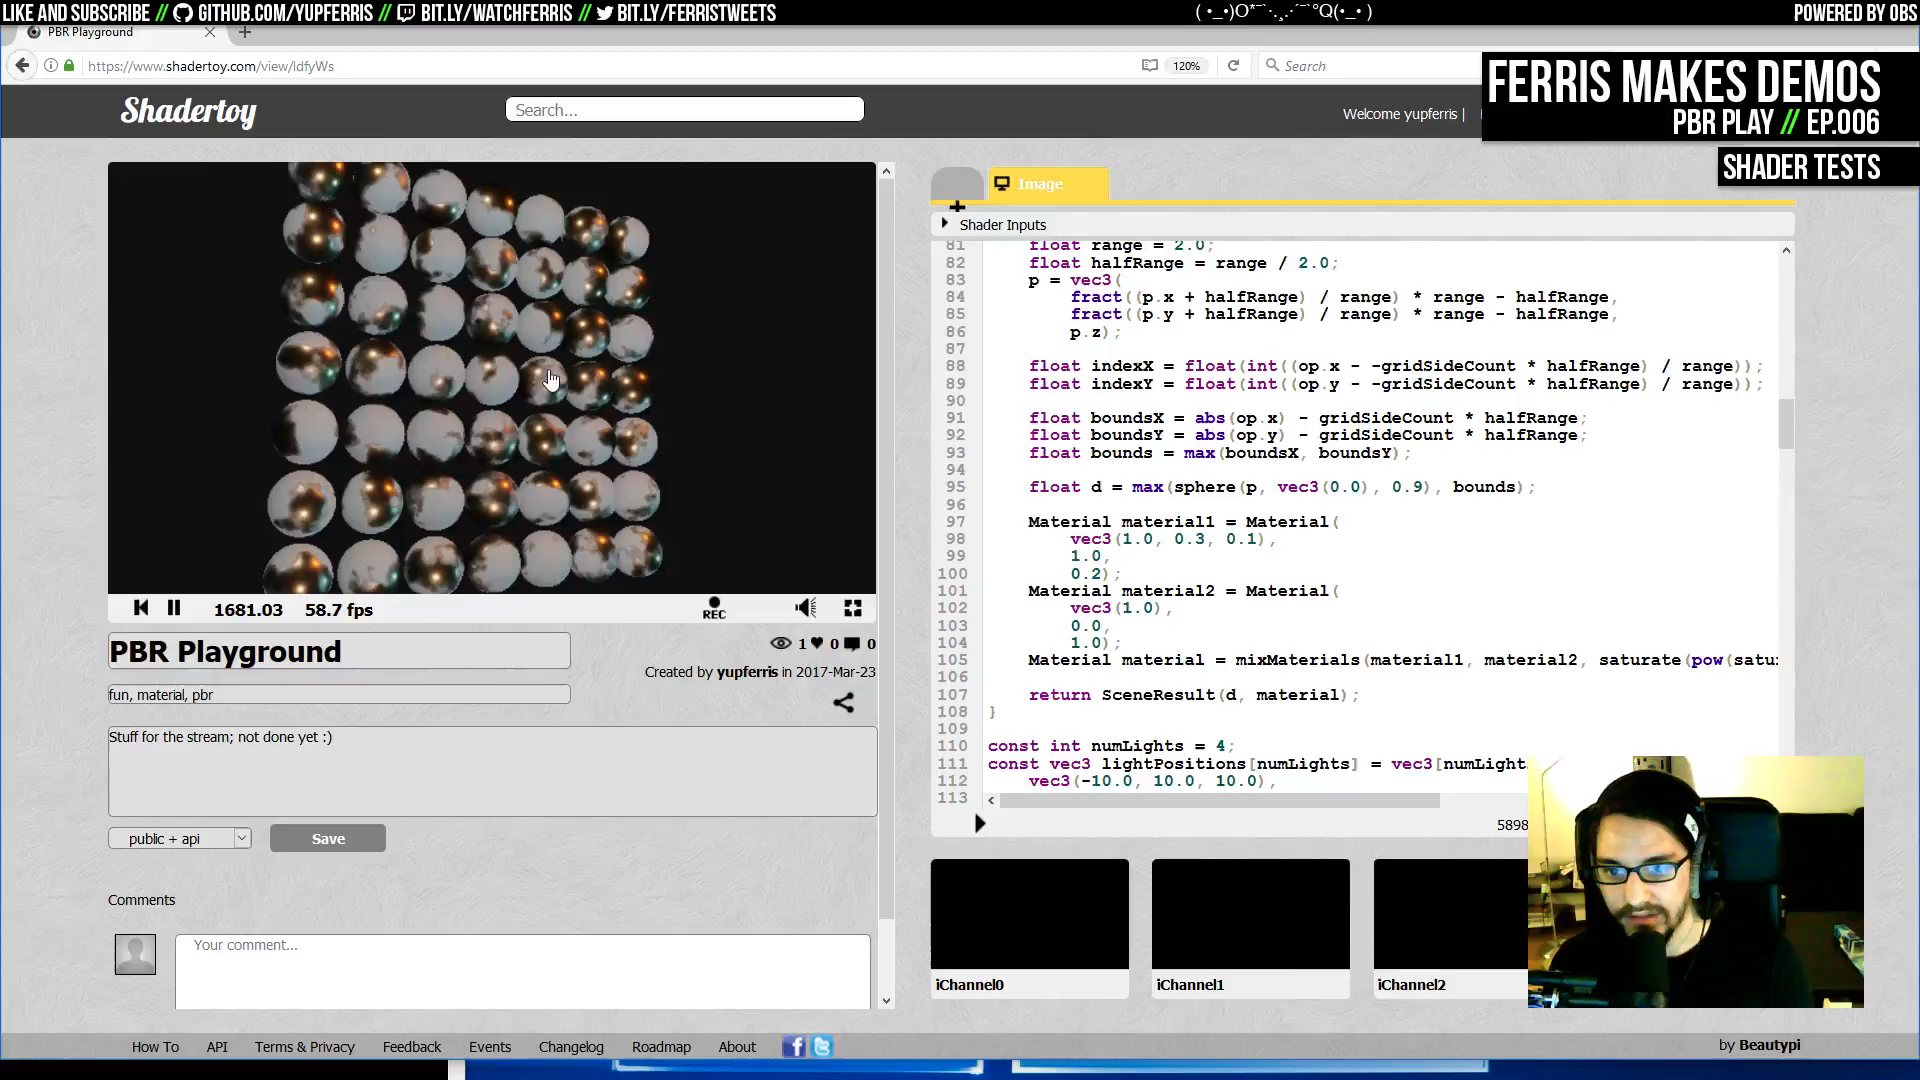 LIKE AND SUBSCRIBE // GITHUB.COM/YUPFERRIS // BIT.LY/WATCHFERRIS // BIT.LY/FERRISTWEETS
POWERED BY OBS
PBR Playground
https://www.shadertoy.com/view/ldfyWs
120%
Search
FERRIS MAKES DEMOS
PBR PLAY // EP.006
SHADER TESTS
Shadertoy
Search...
Welcome yupferris |
Image
Shader Inputs
81 float range = 2.0;
82 float halfRange = range / 2.0;
83 p = vec3(
84 fract((p.x + halfRange) / range) * range - halfRange,
85 fract((p.y + halfRange) / range) * range - halfRange,
86 p.z);
87
88 float indexX = float(int((op.x - -gridSideCount * halfRange) / range));
89 float indexY = float(int((op.y - -gridSideCount * halfRange) / range));
90
91 float boundsX = abs(op.x) - gridSideCount * halfRange;
92 float boundsY = abs(op.y) - gridSideCount * halfRange;
93 float bounds = max(boundsX, boundsY);
94
95 float d = max(sphere(p, vec3(0.0), 0.9), bounds);
96
97 Material material1 = Material(
98 vec3(1.0, 0.3, 0.1),
99 1.0,
100 0.2);
101 Material material2 = Material(
102 vec3(1.0),
103 0.0,
104 1.0);
105 Material material = mixMaterials(material1, material2, saturate(pow(satu
106
107 return SceneResult(d, material);
108 }
109
110 const int numLights = 4;
111 const vec3 lightPositions[numLights] = vec3[numLight
112 vec3(-10.0, 10.0, 10.0),
113
5898
1681.03 58.7 fps
REC
PBR Playground
1 0 0
Created by yupferris in 2017-Mar-23
fun, material, pbr
Stuff for the stream; not done yet :)
public + api
Save
Comments
Your comment...
iChannel0
iChannel1
iChannel2
How To API Terms & Privacy Feedback Events Changelog Roadmap About
by Beautypi